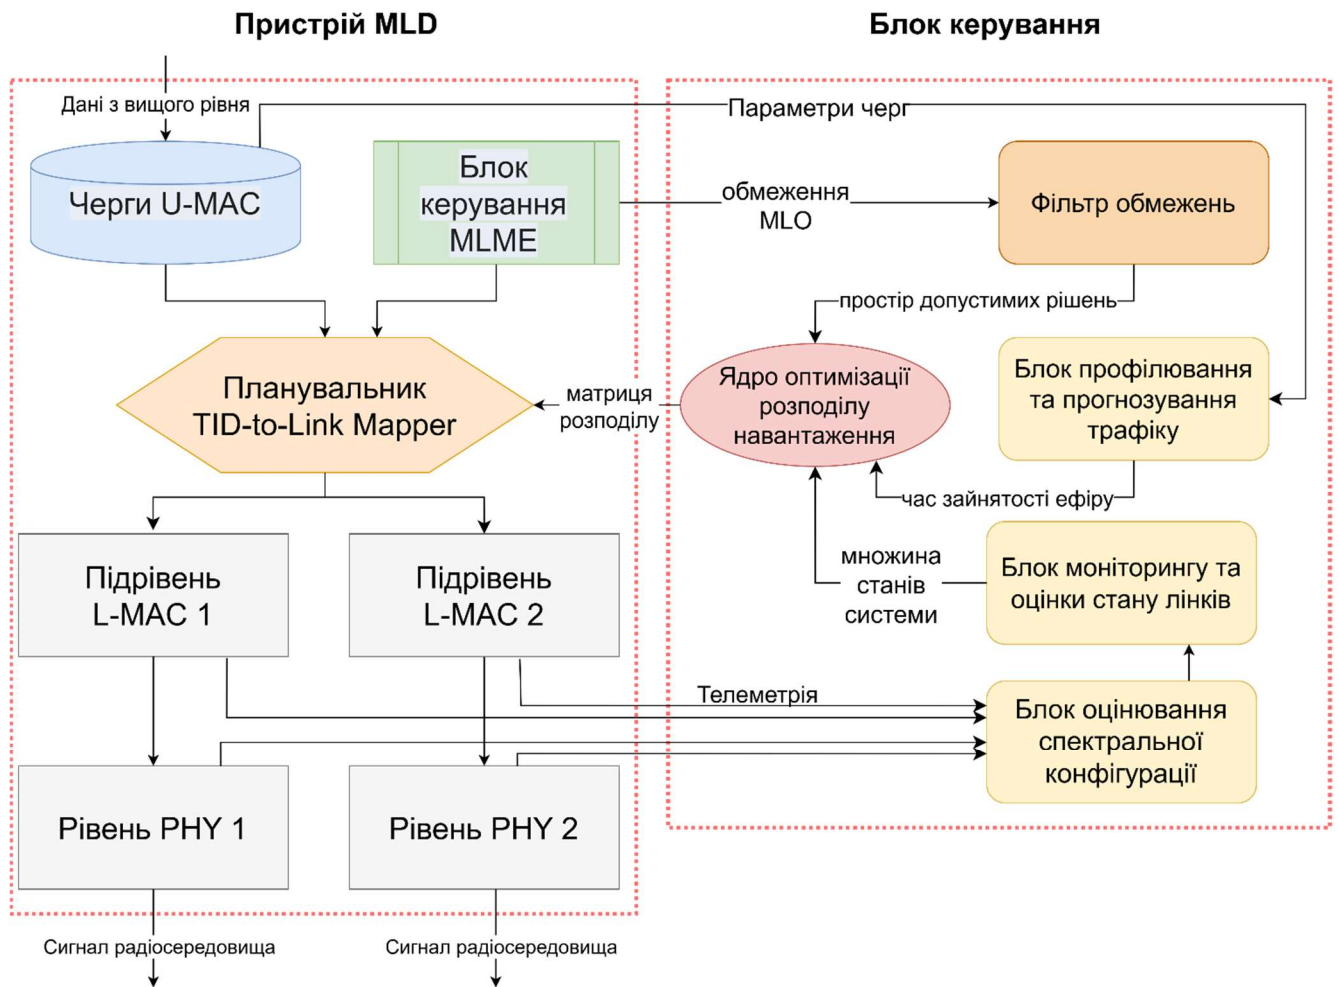 Пристрій MLD
Блок керування
Дані з вищого рівня
Параметри черг
Черги U-MAC
Блок
керування
MLME
обмеження
MLO
Фільтр обмежень
простір допустимих рішень
Планувальник
TID-to-Link Mapper
матриця
розподілу
Ядро оптимізації
розподілу
навантаження
Блок профілювання
та прогнозування
трафіку
час зайнятості ефіру
Підрівень
L-MAC 1
Підрівень
L-MAC 2
множина
станів
системи
Блок моніторингу та
оцінки стану лінків
Телеметрія
Блок оцінювання
спектральної
конфігурації
Рівень PHY 1
Рівень PHY 2
Сигнал радіосередовища
Сигнал радіосередовища